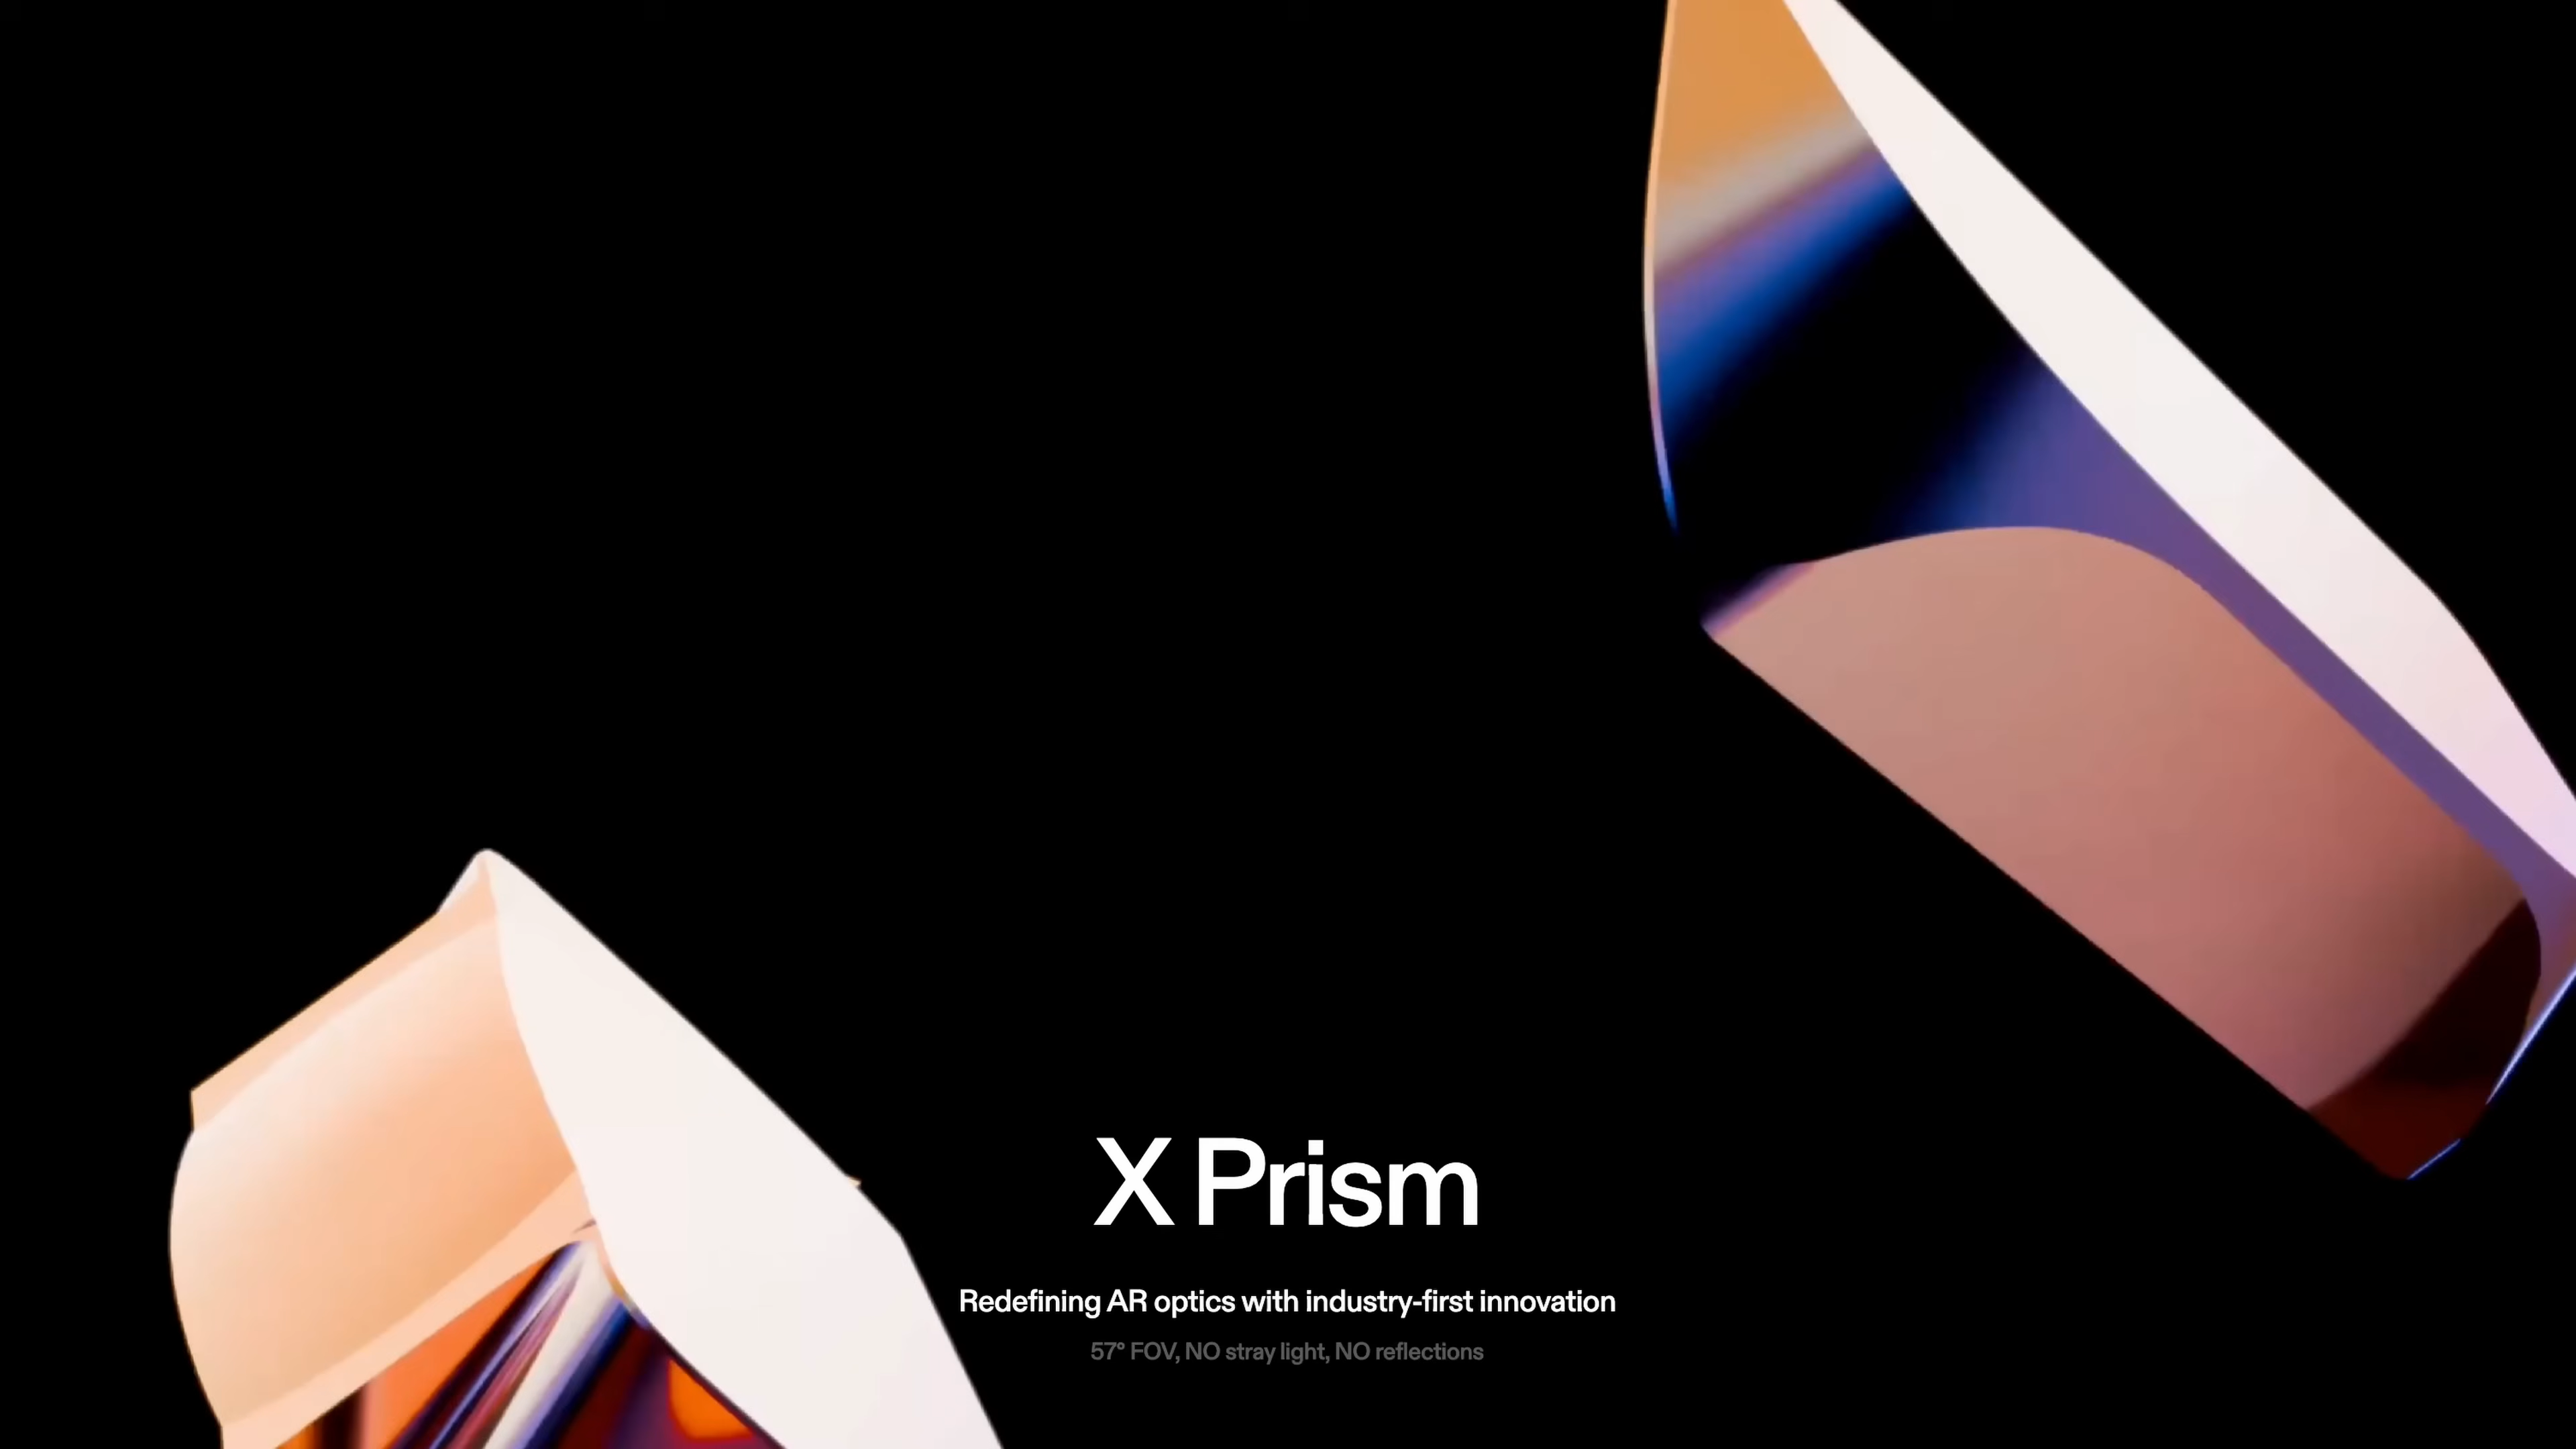 X Prism
Redefining AR optics with industry-first innovation
57° FOV, NO stray light, NO reflections